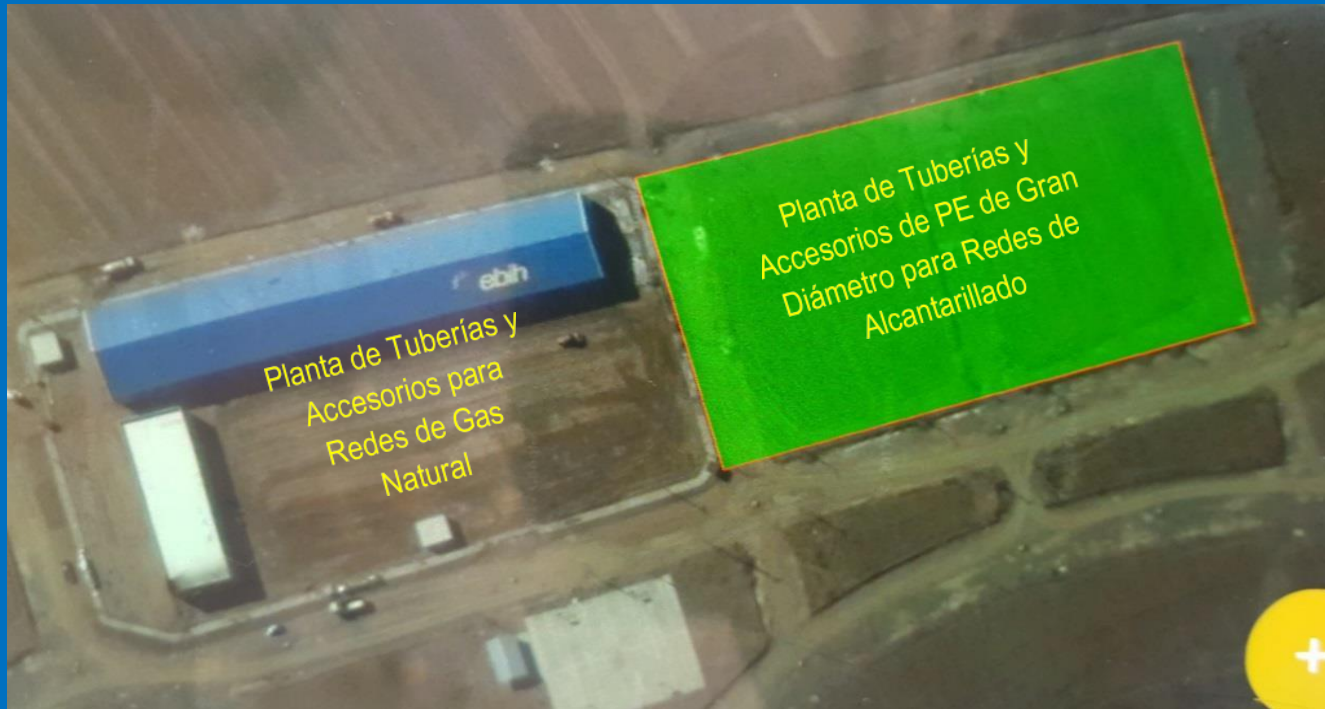 Planta de Tuberías y
Accesorios de PE de Gran
Diámetro para Redes de
Alcantarillado
ebih
Planta de Tuberías y
Accesorios para
Redes de Gas
Natural
+